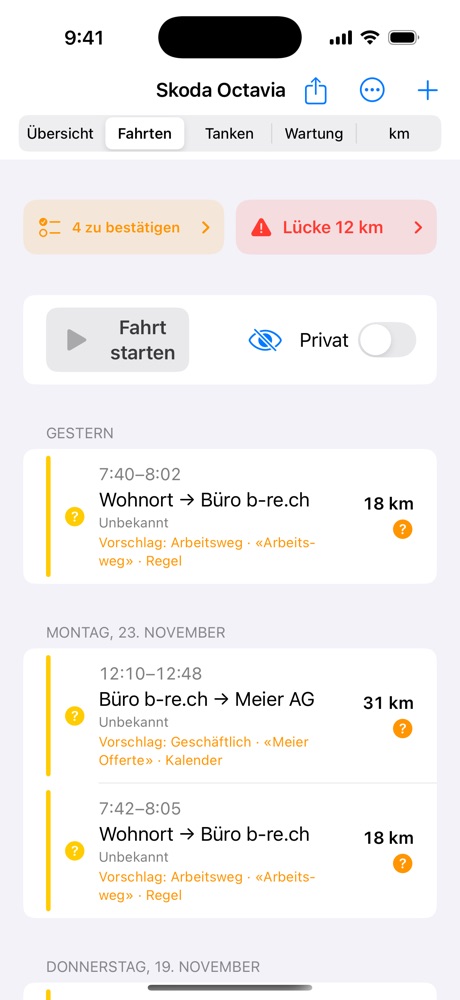 9:41
Skoda Octavia
Übersicht Fahrten Tanken Wartung km
4 zu bestätigen
Lücke 12 km
Fahrt
starten
Privat
GESTERN
7:40–8:02
Wohnort → Büro b-re.ch
18 km
Unbekannt
Vorschlag: Arbeitsweg · «Arbeits-
weg» · Regel
MONTAG, 23. NOVEMBER
12:10–12:48
Büro b-re.ch → Meier AG
31 km
Unbekannt
Vorschlag: Geschäftlich · «Meier
Offerte» · Kalender
7:42–8:05
Wohnort → Büro b-re.ch
18 km
Unbekannt
Vorschlag: Arbeitsweg · «Arbeits-
weg» · Regel
DONNERSTAG, 19. NOVEMBER